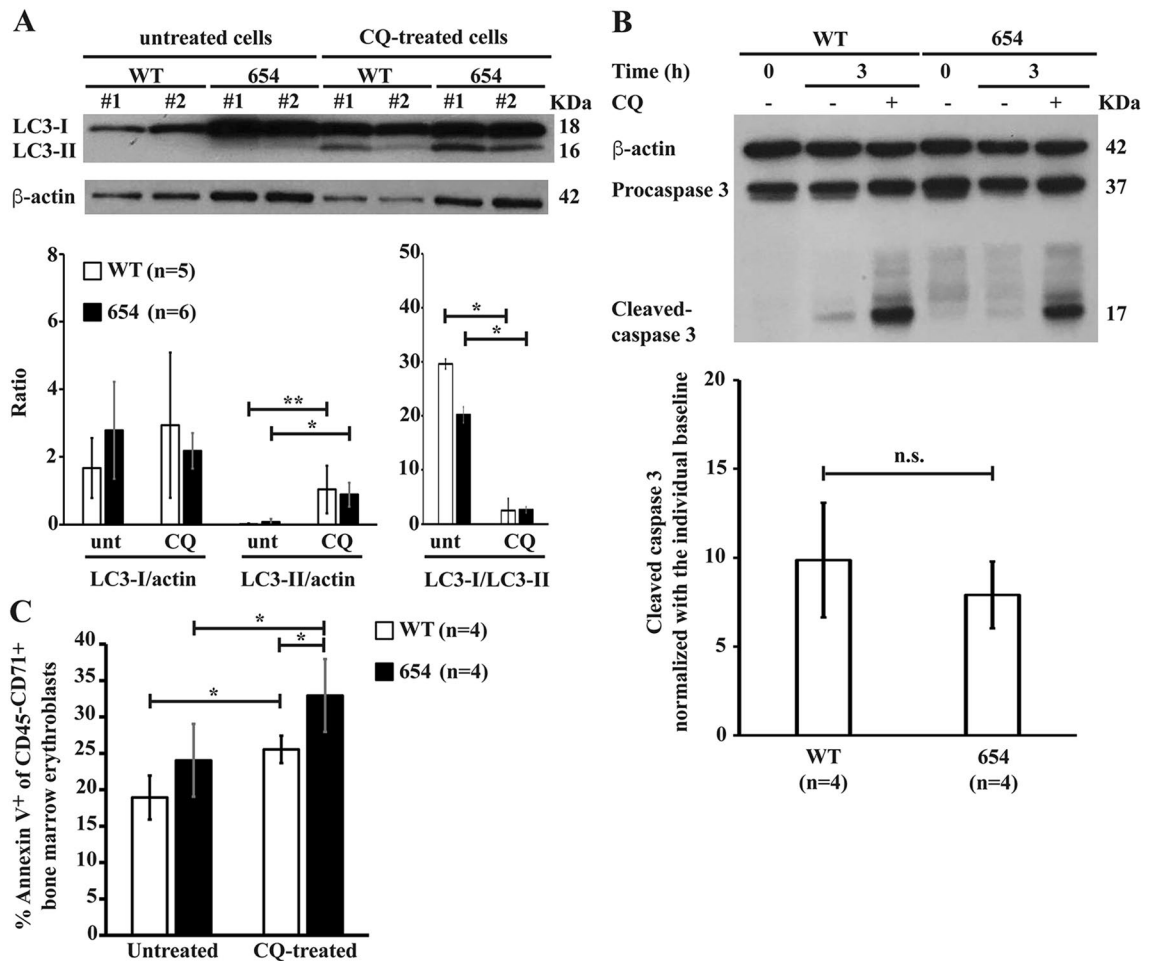 A
untreated cells CQ-treated cells
WT 654 WT 654
#1 #2 #1 #2 #1 #2 #1 #2 KDa
LC3-I 18
LC3-II 16
β-actin 42
8 50
WT (n=5)
654 (n=6)
40
6
* *
30
4
Ratio
20
** *
2
10
0 0
unt CQ unt CQ unt CQ
LC3-I/actin LC3-II/actin LC3-I/LC3-II
B
WT 654
Time (h) 0 3 0 3
CQ - - + - - + KDa
β-actin 42
Procaspase 3 37
Cleaved-
caspase 3 17
20
15
10
5
0
n.s.
Cleaved caspase 3
normalized with the individual baseline
WT 654
(n=4) (n=4)
C
% Annexin V+ of CD45-CD71+
bone marrow erythroblasts
40
35
30
25
20
15
10
5
0
* * *
WT (n=4)
654 (n=4)
Untreated CQ-treated